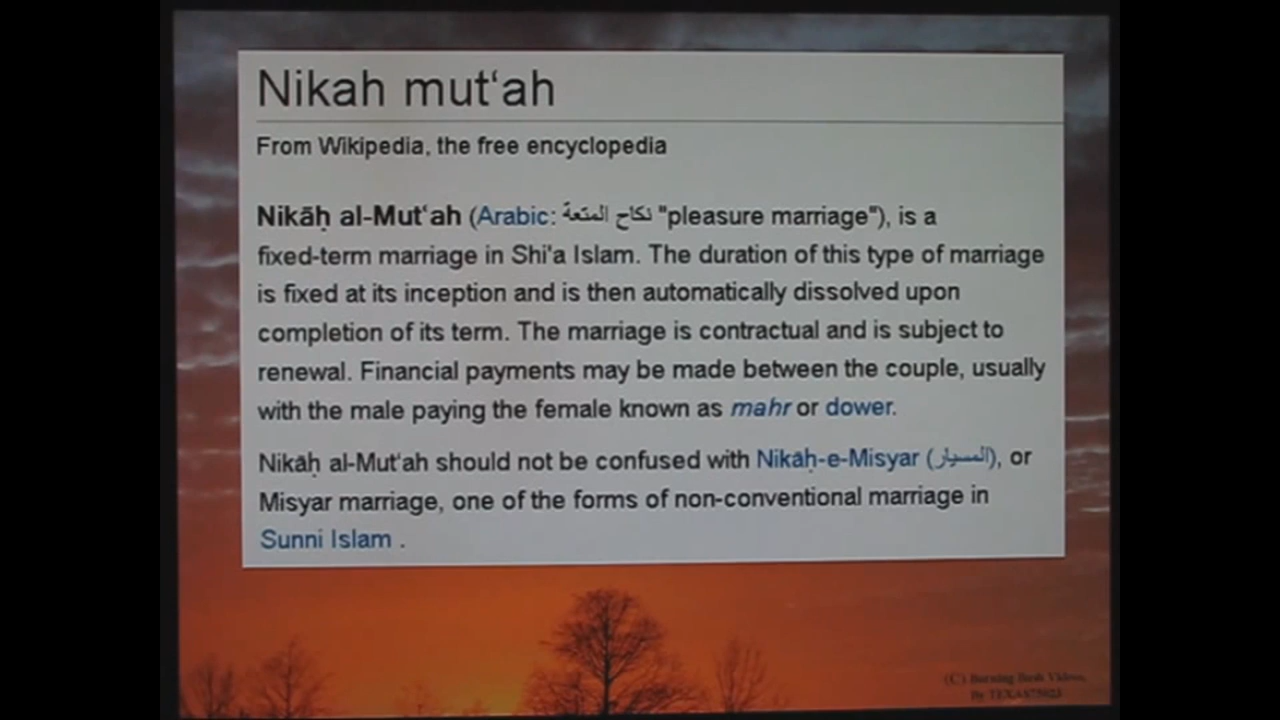 Nikah mut‘ah
From Wikipedia, the free encyclopedia
Nikāḥ al-Mut‘ah (Arabic: نكاح المتعة "pleasure marriage"), is a
fixed-term marriage in Shi'a Islam. The duration of this type of marriage
is fixed at its inception and is then automatically dissolved upon
completion of its term. The marriage is contractual and is subject to
renewal. Financial payments may be made between the couple, usually
with the male paying the female known as mahr or dower.
Nikāḥ al-Mut‘ah should not be confused with Nikāḥ-e-Misyar (المسيار), or
Misyar marriage, one of the forms of non-conventional marriage in
Sunni Islam .
(C) Burning Bush Videos,
By TEXAS75023